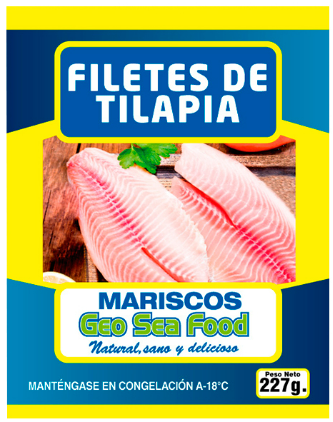 FILETES DE
TILAPIA
MARISCOS
Geo Sea Food
Natural, sano y delicioso
MANTÉNGASE EN CONGELACIÓN A-18°C
Peso Neto
227g.